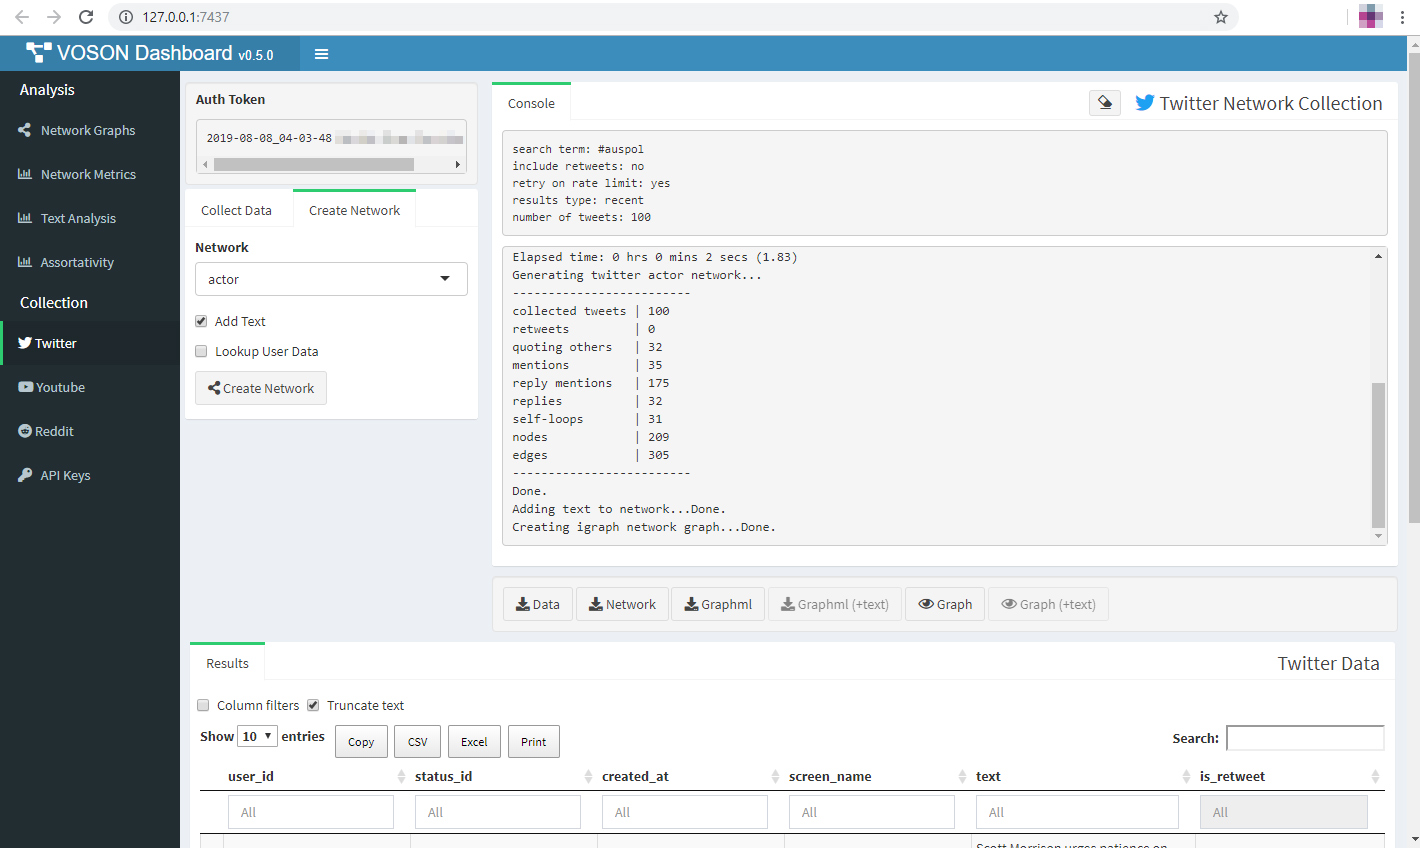 127.0.0.1:7437
VOSON Dashboard v0.5.0
Analysis
Network Graphs
Network Metrics
Text Analysis
Assortativity
Collection
Twitter
Youtube
Reddit
API Keys
Auth Token
2019-08-08_04-03-48
Collect Data
Create Network
Network
actor
Add Text
Lookup User Data
Create Network
Console
Twitter Network Collection
search term: #auspol
include retweets: no
retry on rate limit: yes
results type: recent
number of tweets: 100
Elapsed time: 0 hrs 0 mins 2 secs (1.83)
Generating twitter actor network...
-------------------------
collected tweets | 100
retweets | 0
quoting others | 32
mentions | 35
reply mentions | 175
replies | 32
self-loops | 31
nodes | 209
edges | 305
-------------------------
Done.
Adding text to network...Done.
Creating igraph network graph...Done.
Data
Network
Graphml
Graphml (+text)
Graph
Graph (+text)
Results
Twitter Data
Column filters
Truncate text
Show 10 entries
Copy
CSV
Excel
Print
Search:
user_id
status_id
created_at
screen_name
text
is_retweet
All
All
All
All
All
All
Scott Morrison urges patience on